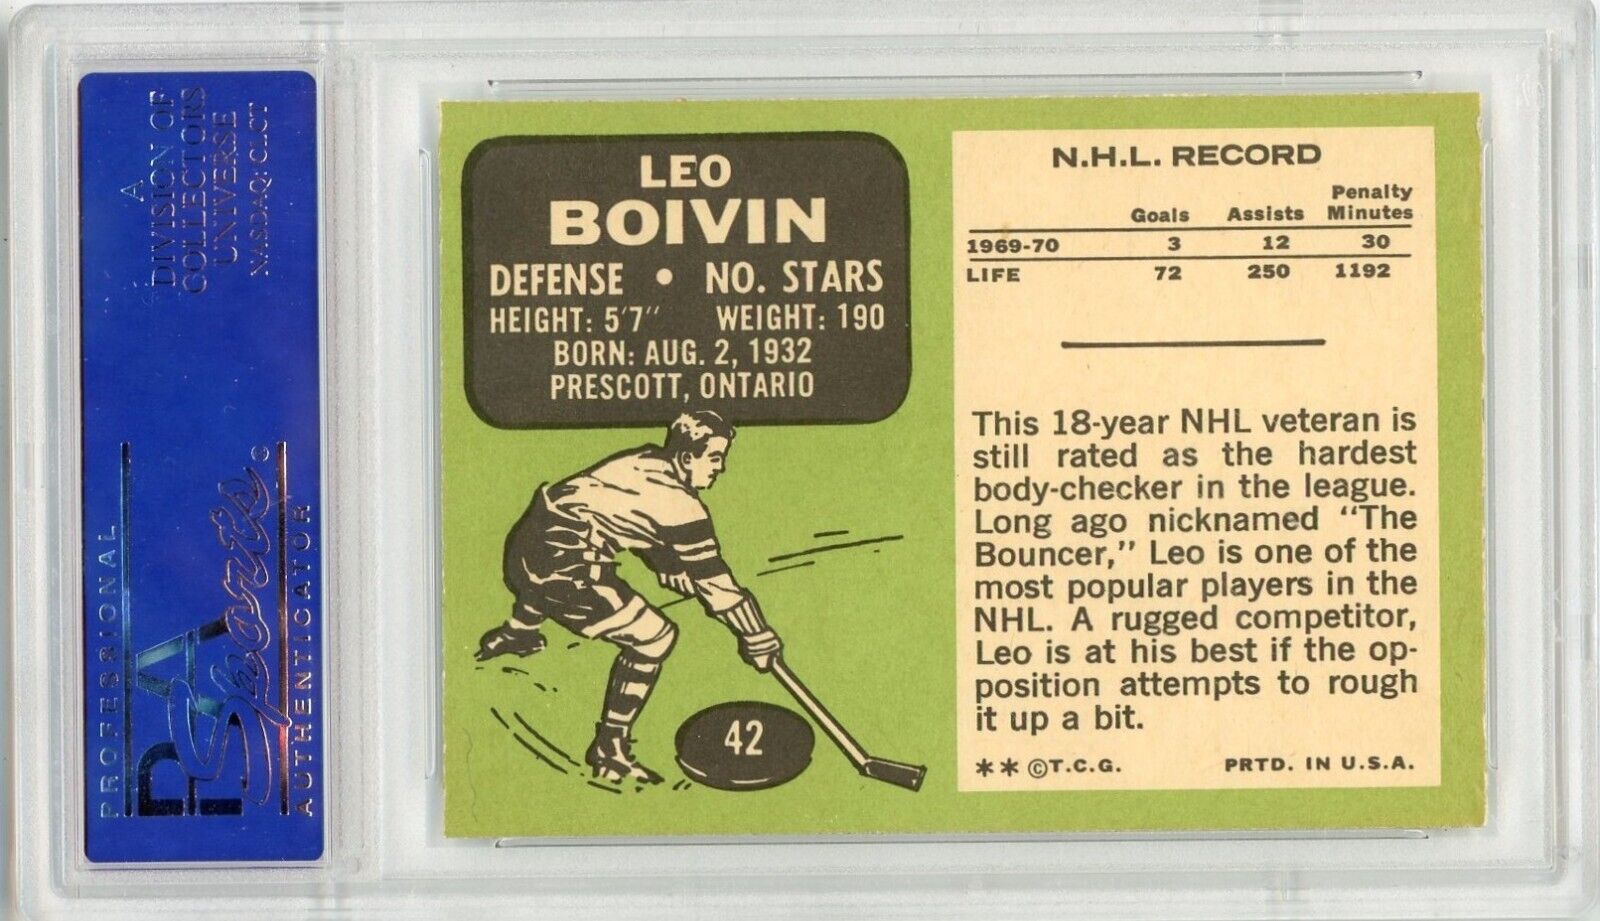 A
DIVISION OF
COLLECTORS
UNIVERSE
NASDAQ: CLCT
PROFESSIONAL
PSA
Sports
®
AUTHENTICATOR
LEO
BOIVIN
DEFENSE • NO. STARS
HEIGHT: 5'7" WEIGHT: 190
BORN: AUG. 2, 1932
PRESCOTT, ONTARIO
42
N.H.L. RECORD
Penalty
Goals Assists Minutes
1969-70 3 12 30
LIFE 72 250 1192
This 18-year NHL veteran is
still rated as the hardest
body-checker in the league.
Long ago nicknamed "The
Bouncer," Leo is one of the
most popular players in the
NHL. A rugged competitor,
Leo is at his best if the op-
position attempts to rough
it up a bit.
** © T.C.G. PRTD. IN U.S.A.